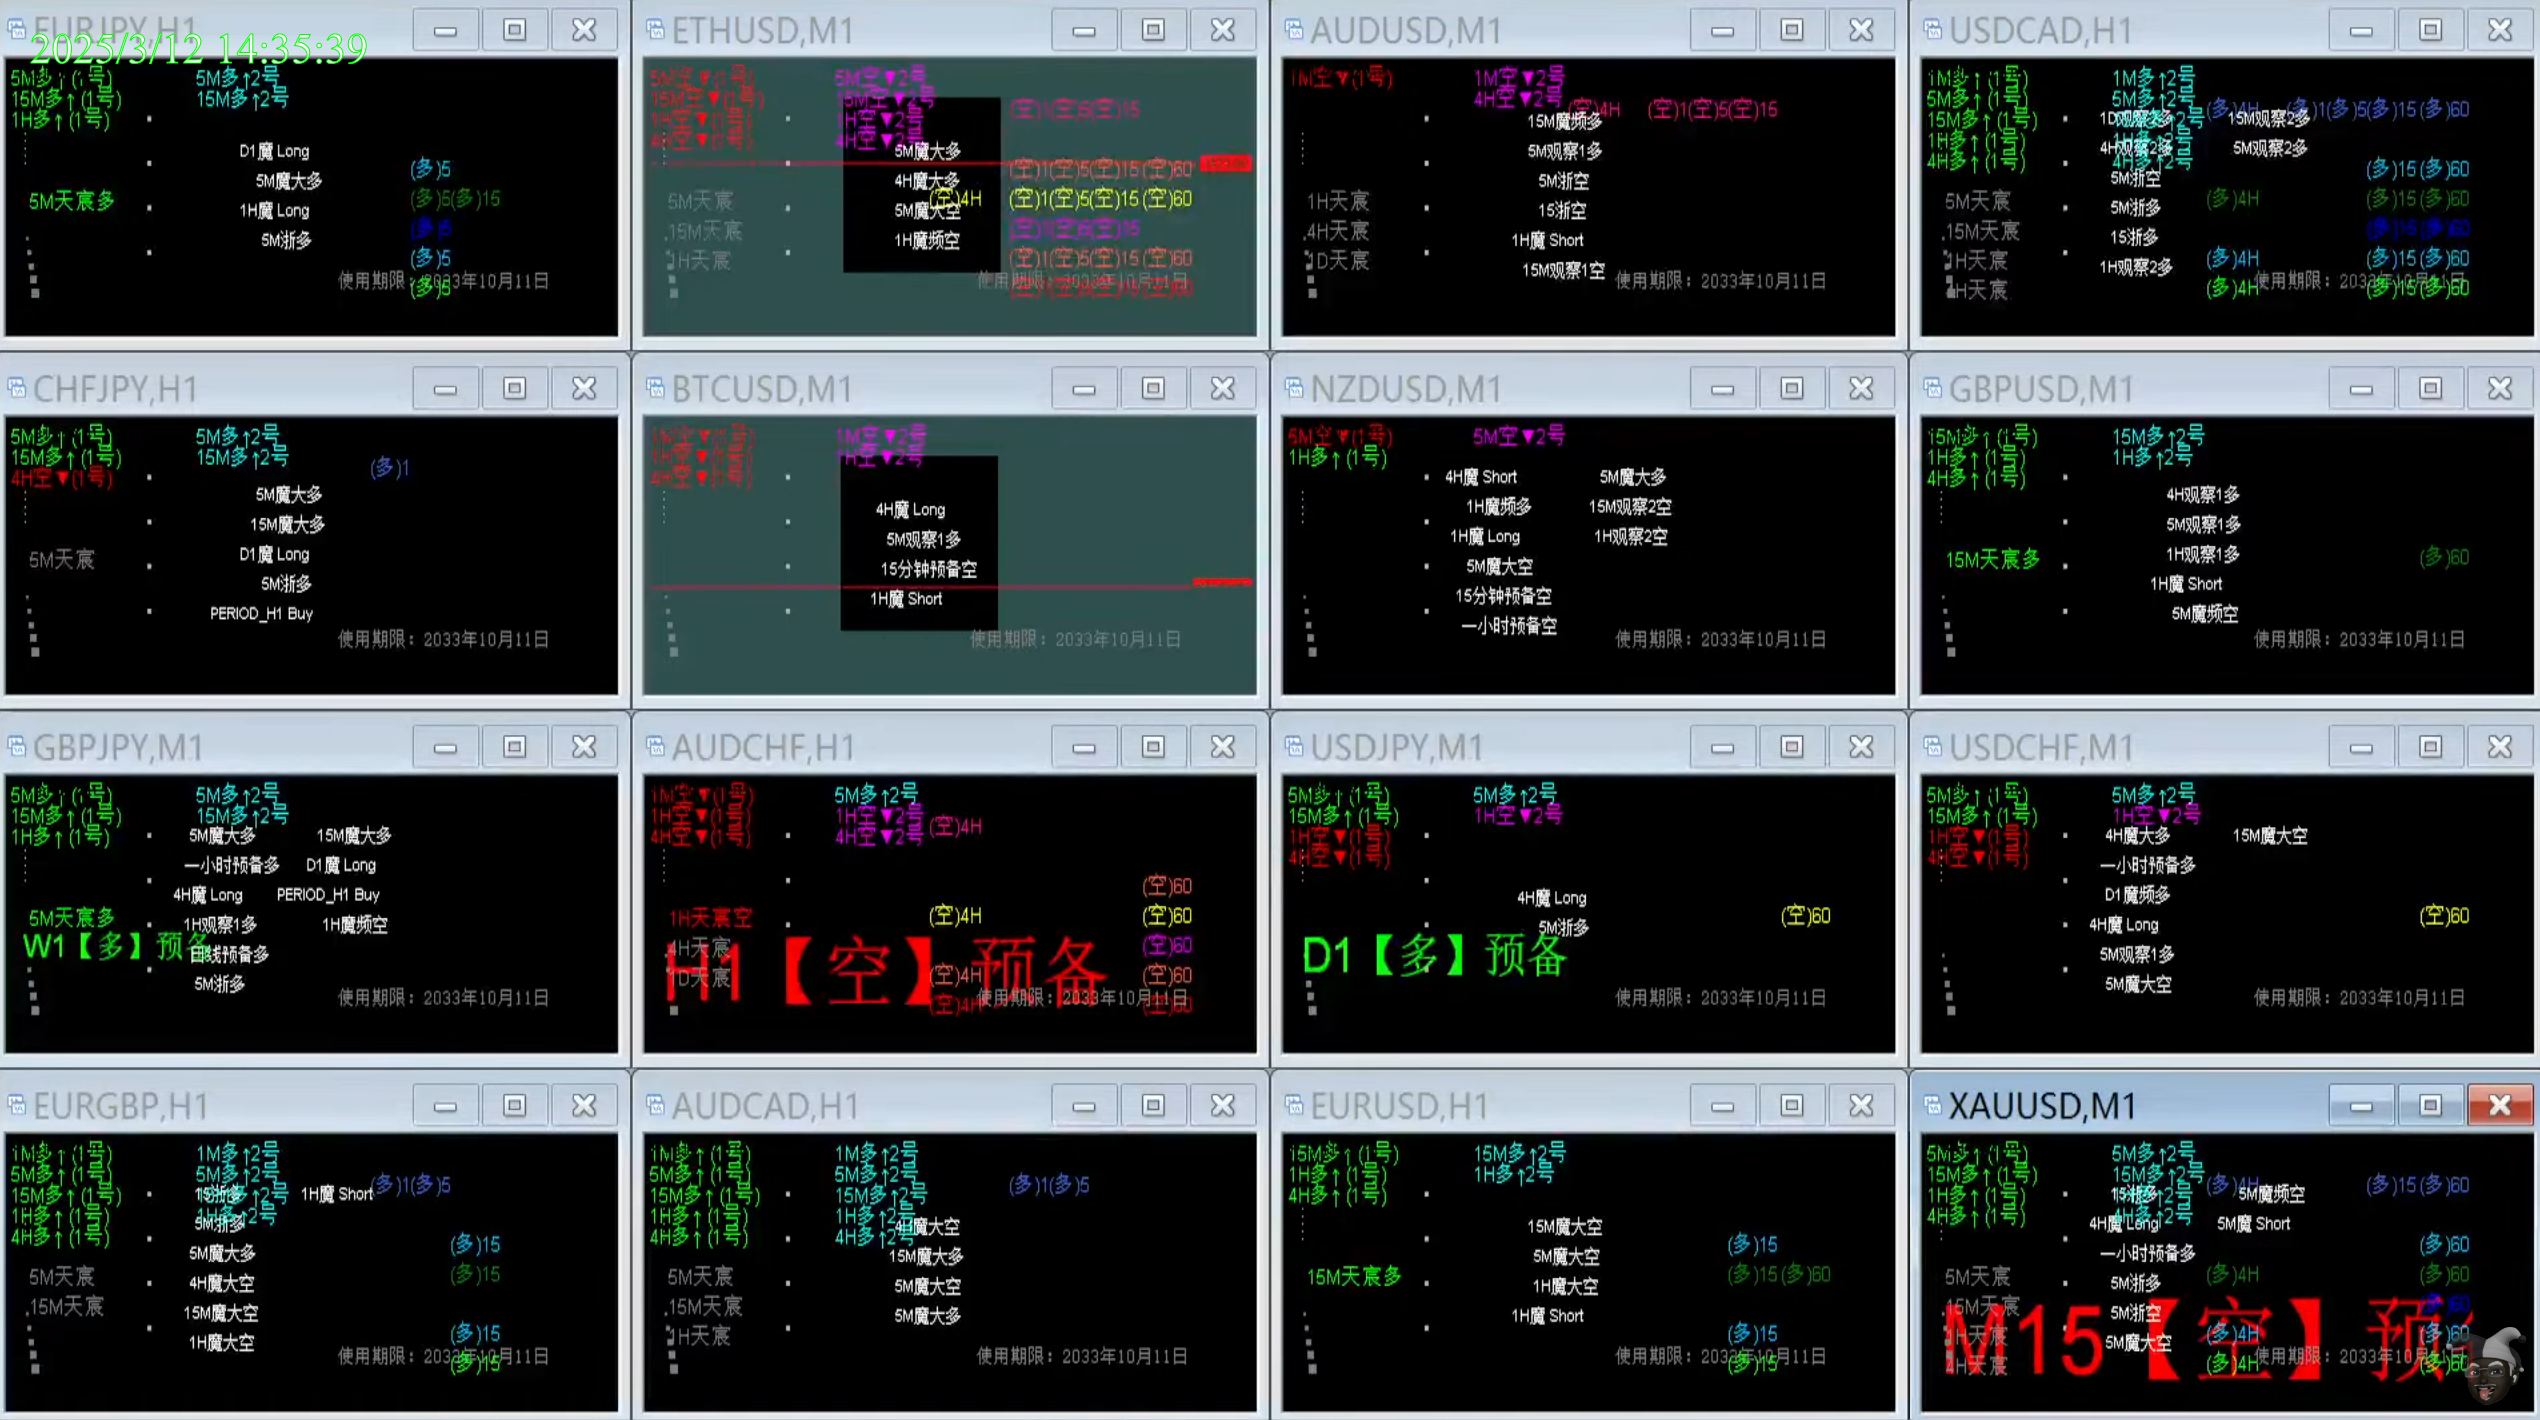 EURJPY,H1
2025/3/12 14:35:39
5M多↑(1号) 5M多↑2号
15M多↑(1号) 15M多↑2号
1H多↑(1号)
D1魔 Long
(多)5
5M魔大多
5M天宸多 (多)5(多)15
1H魔 Long
(多)5
5M浙多
(多)5
使用期限：2033年10月11日
(多)5
ETHUSD,M1
5M空▼(1号) 5M空▼2号
15M空▼(1号) 15M空▼2号
(空)1(空)5(空)15
1H空▼(1号) 1H空▼2号
4H空▼(1号) 4H空▼2号
5M魔大多
(空)1(空)5(空)15(空)60
4H魔大多
5M天宸 (空)4H (空)1(空)5(空)15(空)60
5M魔大空
15M天宸 (空)1(空)5(空)15
1H魔频空
1H天宸 (空)1(空)5(空)15(空)60
AUDUSD,M1
1M空▼(1号) 1M空▼2号
4H空▼2号
(空)4H (空)1(空)5(空)15
15M魔频多
5M观察1多
5M浙空
1H天宸
15浙空
4H天宸
1H魔 Short
1D天宸
15M观察1空
使用期限：2033年10月11日
USDCAD,H1
1M多↑(1号) 1M多↑2号
5M多↑(1号) 5M多↑2号
(多)4H (多)1(多)5(多)15(多)60
15M多↑(1号) 15M观察2多
1H多↑(1号)
4H观察2多 5M观察2多
4H多↑(1号) 4H多↑2号
(多)15(多)60
5M浙空
5M天宸 (多)4H (多)15(多)60
5M浙多
15M天宸 (多)15(多)60
15浙多
1H天宸 (多)4H (多)15(多)60
1H观察2多
4H天宸 (多)4H (多)15(多)60
CHFJPY,H1
5M多↑(1号) 5M多↑2号
15M多↑(1号) 15M多↑2号
(多)1
4H空▼(1号)
5M魔大多
15M魔大多
D1魔 Long
5M天宸
5M浙多
PERIOD_H1 Buy
使用期限：2033年10月11日
BTCUSD,M1
1M空▼(1号) 1M空▼2号
1H空▼(1号) 1H空▼2号
4H空▼(1号)
4H魔 Long
5M观察1多
15分钟预备空
1H魔 Short
使用期限：2033年10月11日
NZDUSD,M1
5M空▼(1号) 5M空▼2号
1H多↑(1号)
4H魔 Short 5M魔大多
1H魔频多 15M观察2空
1H魔 Long 1H观察2空
5M魔大空
15分钟预备空
一小时预备空
使用期限：2033年10月11日
GBPUSD,M1
15M多↑(1号) 15M多↑2号
1H多↑(1号) 1H多↑2号
4H多↑(1号)
4H观察1多
5M观察1多
1H观察1多
15M天宸多 (多)60
1H魔 Short
5M魔频空
使用期限：2033年10月11日
GBPJPY,M1
5M多↑(1号) 5M多↑2号
15M多↑(1号) 15M多↑2号
1H多↑(1号)
5M魔大多 15M魔大多
一小时预备多 D1魔 Long
4H魔 Long PERIOD_H1 Buy
5M天宸多
1H观察1多 1H魔频空
W1【多】预备
日线预备多
5M浙多
使用期限：2033年10月11日
AUDCHF,H1
1M空▼(1号) 5M多↑2号
1H空▼(1号) 1H空▼2号
4H空▼(1号) 4H空▼2号
(空)4H
(空)60
1H天宸空 (空)4H (空)60
4H天宸 (空)60
H1【空】预备
1D天宸 (空)4H (空)60
使用期限：2033年10月11日
(空)4H (空)60
USDJPY,M1
5M多↑(1号) 5M多↑2号
15M多↑(1号) 1H空▼2号
1H空▼(1号)
4H空▼(1号)
4H魔 Long
(空)60
5M浙多
D1【多】预备
使用期限：2033年10月11日
USDCHF,M1
5M多↑(1号) 5M多↑2号
15M多↑(1号) 1H空▼2号
1H空▼(1号)
4H魔大多 15M魔大空
4H空▼(1号)
一小时预备多
D1魔频多
(空)60
4H魔 Long
5M观察1多
5M魔大空
使用期限：2033年10月11日
EURGBP,H1
1M多↑(1号) 1M多↑2号
5M多↑(1号) 5M多↑2号
(多)1(多)5
15M多↑(1号) 1H魔 Short
1H多↑(1号) 1H多↑2号
5M浙多
4H多↑(1号)
(多)15
5M魔大多
5M天宸 (多)15
4H魔大空
15M天宸
15M魔大空
(多)15
1H魔大空
使用期限：2033年10月11日
(多)15
AUDCAD,H1
1M多↑(1号) 1M多↑2号
5M多↑(1号) 5M多↑2号
(多)1(多)5
15M多↑(1号) 15M多↑2号
1H多↑(1号) 1H多↑2号
4H魔大空
4H多↑(1号) 4H多↑2号
15M魔大多
5M天宸
5M魔大空
15M天宸
5M魔大多
1H天宸
使用期限：2033年10月11日
EURUSD,H1
15M多↑(1号) 15M多↑2号
1H多↑(1号) 1H多↑2号
4H多↑(1号)
15M魔大空
(多)15
5M魔大空
15M天宸多 (多)15(多)60
1H魔大空
1H魔 Short
(多)15
使用期限：2033年10月11日
(多)15
XAUUSD,M1
5M多↑(1号) 5M多↑2号
15M多↑(1号) 15M多↑2号
(多)4H (多)15(多)60
1H多↑(1号) 5M魔频空
4H多↑(1号) 4H多↑2号
4H魔 Long 5M魔 Short
(多)60
一小时预备多
5M天宸 (多)4H (多)60
5M浙多
15M天宸 (多)60
5M浙空
M15【空】预
1H天宸 (多)4H (多)60
5M魔大空
使用期限：2033年10月11日
4H天宸 (多)4H (多)60